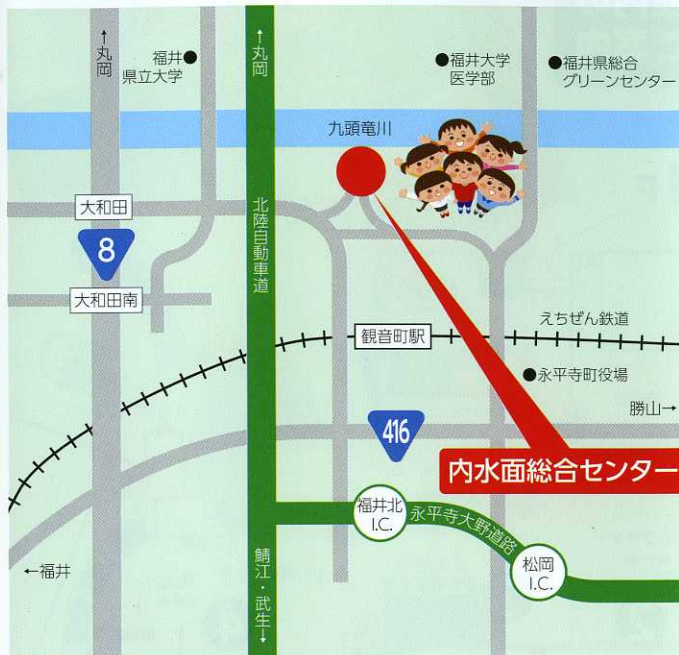 ↑丸岡
福井
県立大学
↑丸岡
福井大学
医学部
福井県総合
グリーンセンター
九頭竜川
大和田
8
北陸自動車道
大和田南
観音町駅
えちぜん鉄道
永平寺町役場
勝山→
416
内水面総合センター
福井北
I.C.
永平寺大野道路
松岡
I.C.
←福井
鯖江・武生↓